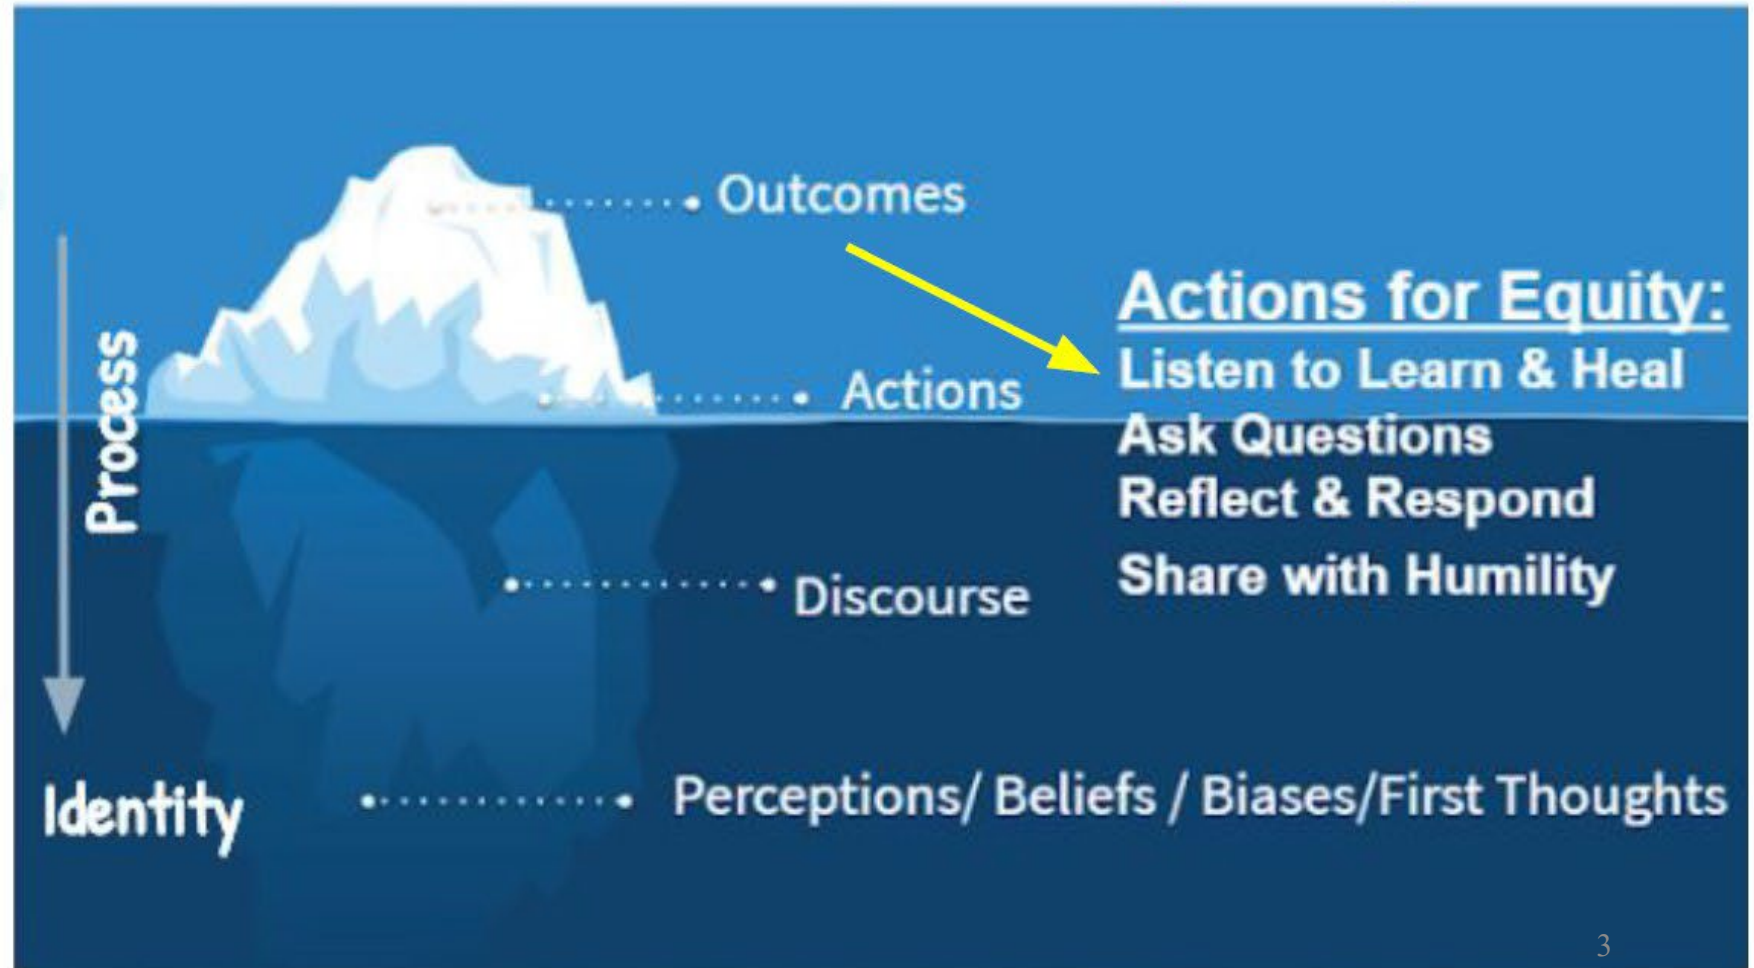 Outcomes
Actions for Equity:
Listen to Learn & Heal
Ask Questions
Reflect & Respond
Share with Humility
Actions
Process
Discourse
Identity
Perceptions/ Beliefs / Biases/First Thoughts
3